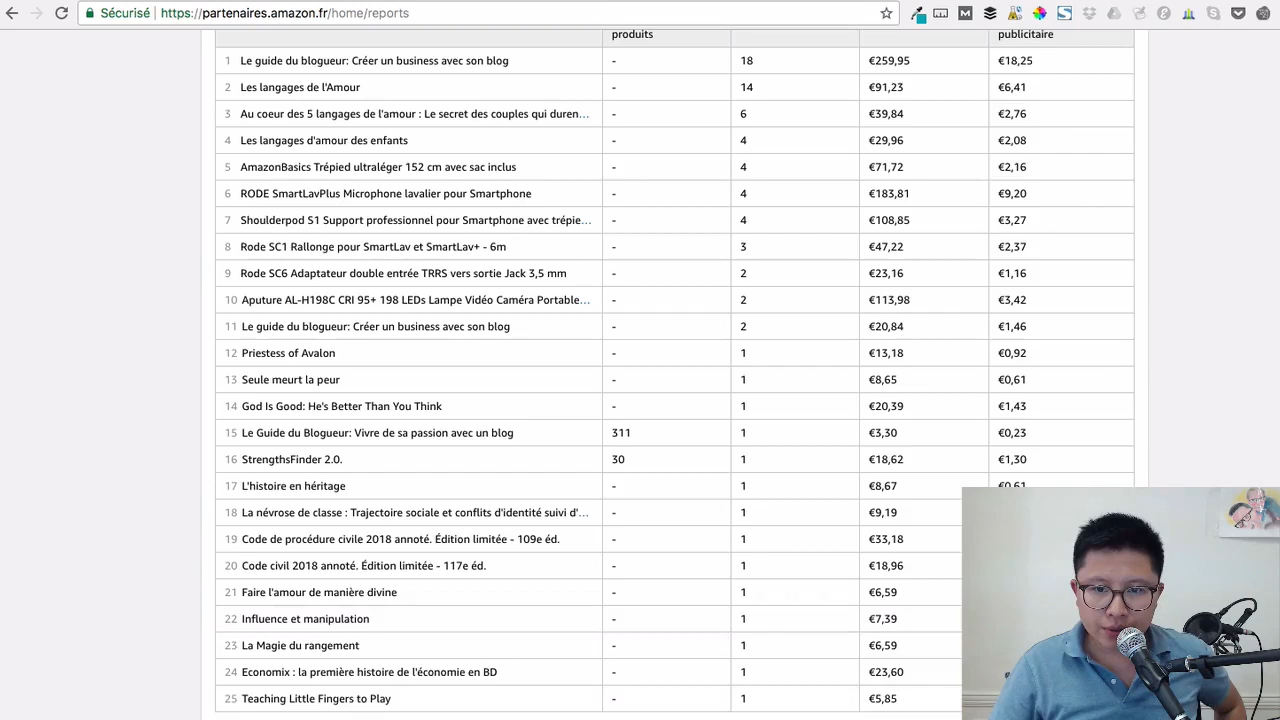 Sécurisé | https://partenaires.amazon.fr/home/reports
produits publicitaire
1 Le guide du blogueur: Créer un business avec son blog - 18 €259,95 €18,25
2 Les langages de l'Amour - 14 €91,23 €6,41
3 Au coeur des 5 langages de l'amour : Le secret des couples qui duren... - 6 €39,84 €2,76
4 Les langages d'amour des enfants - 4 €29,96 €2,08
5 AmazonBasics Trépied ultraléger 152 cm avec sac inclus - 4 €71,72 €2,16
6 RODE SmartLavPlus Microphone lavalier pour Smartphone - 4 €183,81 €9,20
7 Shoulderpod S1 Support professionnel pour Smartphone avec trépie... - 4 €108,85 €3,27
8 Rode SC1 Rallonge pour SmartLav et SmartLav+ - 6m - 3 €47,22 €2,37
9 Rode SC6 Adaptateur double entrée TRRS vers sortie Jack 3,5 mm - 2 €23,16 €1,16
10 Aputure AL-H198C CRI 95+ 198 LEDs Lampe Vidéo Caméra Portable... - 2 €113,98 €3,42
11 Le guide du blogueur: Créer un business avec son blog - 2 €20,84 €1,46
12 Priestess of Avalon - 1 €13,18 €0,92
13 Seule meurt la peur - 1 €8,65 €0,61
14 God Is Good: He's Better Than You Think - 1 €20,39 €1,43
15 Le Guide du Blogueur: Vivre de sa passion avec un blog 311 1 €3,30 €0,23
16 StrengthsFinder 2.0. 30 1 €18,62 €1,30
17 L'histoire en héritage - 1 €8,67 €0,61
18 La névrose de classe : Trajectoire sociale et conflits d'identité suivi d'... - 1 €9,19
19 Code de procédure civile 2018 annoté. Édition limitée - 109e éd. - 1 €33,18
20 Code civil 2018 annoté. Édition limitée - 117e éd. - 1 €18,96
21 Faire l'amour de manière divine - 1 €6,59
22 Influence et manipulation - 1 €7,39
23 La Magie du rangement - 1 €6,59
24 Economix : la première histoire de l'économie en BD - 1 €23,60
25 Teaching Little Fingers to Play - 1 €5,85